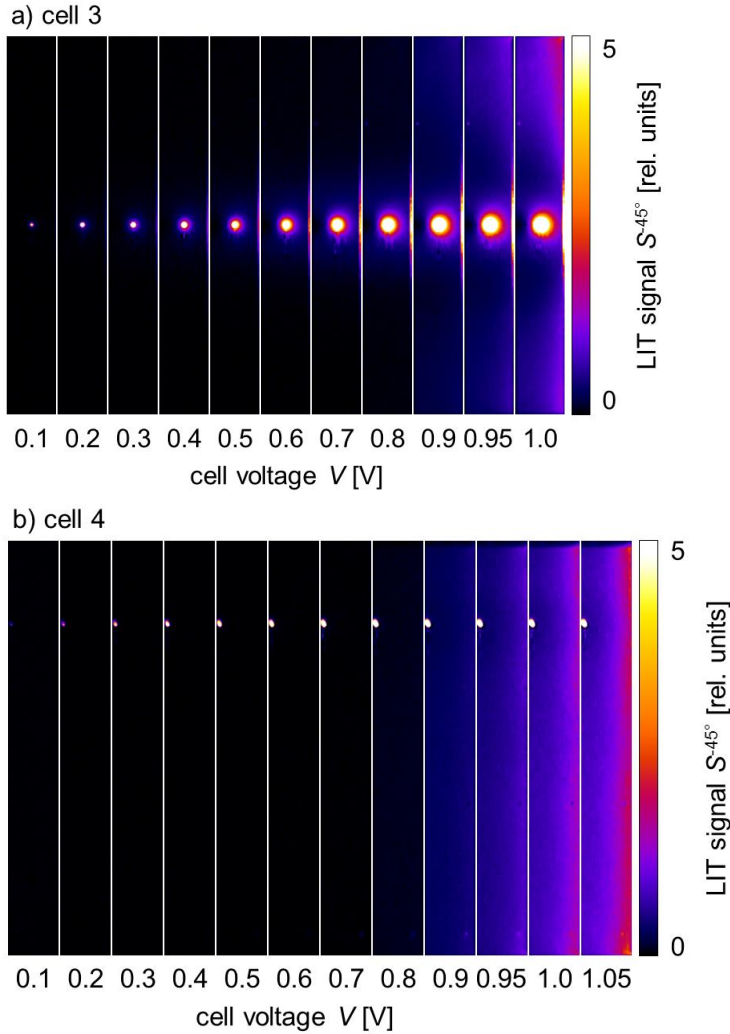 a) cell 3
5
LIT signal S-45° [rel. units]
0
0.1 0.2 0.3 0.4 0.5 0.6 0.7 0.8 0.9 0.95 1.0
cell voltage V [V]
b) cell 4
5
LIT signal S-45° [rel. units]
0
0.1 0.2 0.3 0.4 0.5 0.6 0.7 0.8 0.9 0.95 1.0 1.05
cell voltage V [V]